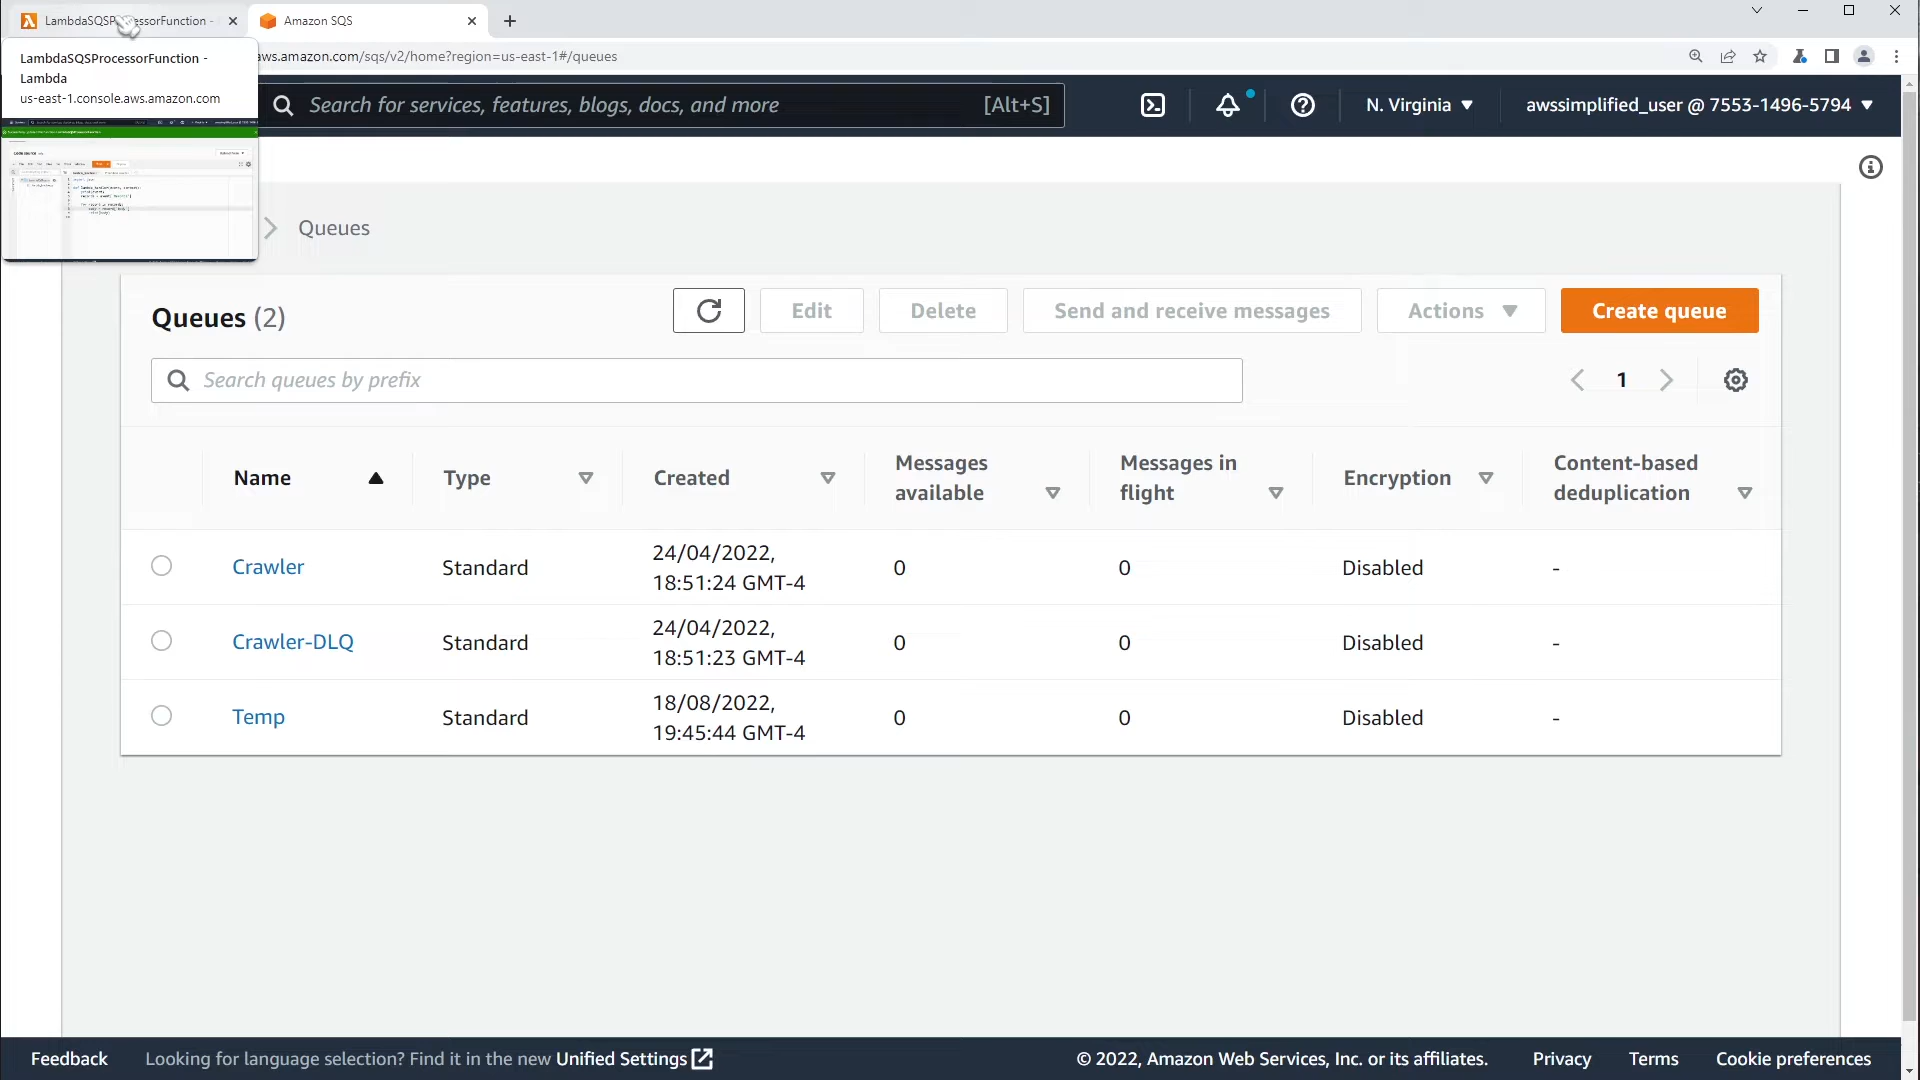 LambdaSQSP essorFunction -
Amazon SQS
LambdaSQSProcessorFunction -
Lambda
us-east-1.console.aws.amazon.com
aws.amazon.com/sqs/v2/home?region=us-east-1#/queues
Search for services, features, blogs, docs, and more
[Alt+S]
N. Virginia
awssimplified_user @ 7553-1496-5794
Queues
Queues (2)
Edit
Delete
Send and receive messages
Actions
Create queue
Search queues by prefix
1
Name
Type
Created
Messages
available
Messages in
flight
Encryption
Content-based
deduplication
Crawler
Standard
24/04/2022,
18:51:24 GMT-4
0
0
Disabled
-
Crawler-DLQ
Standard
24/04/2022,
18:51:23 GMT-4
0
0
Disabled
-
Temp
Standard
18/08/2022,
19:45:44 GMT-4
0
0
Disabled
-
Feedback
Looking for language selection? Find it in the new Unified Settings
© 2022, Amazon Web Services, Inc. or its affiliates.
Privacy
Terms
Cookie preferences